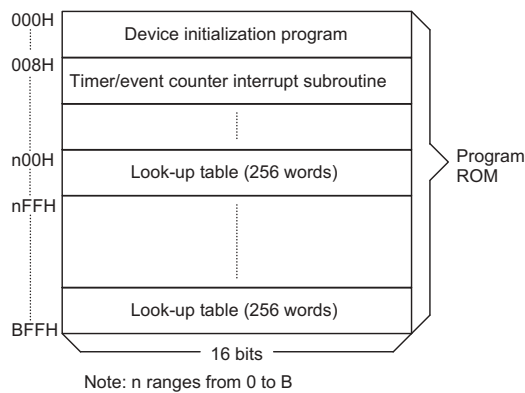 000H
Device initialization program
008H
Timer/event counter interrupt subroutine
n00H
Look-up table (256 words)
nFFH
Program
ROM
Look-up table (256 words)
BFFH
16 bits
Note: n ranges from 0 to B